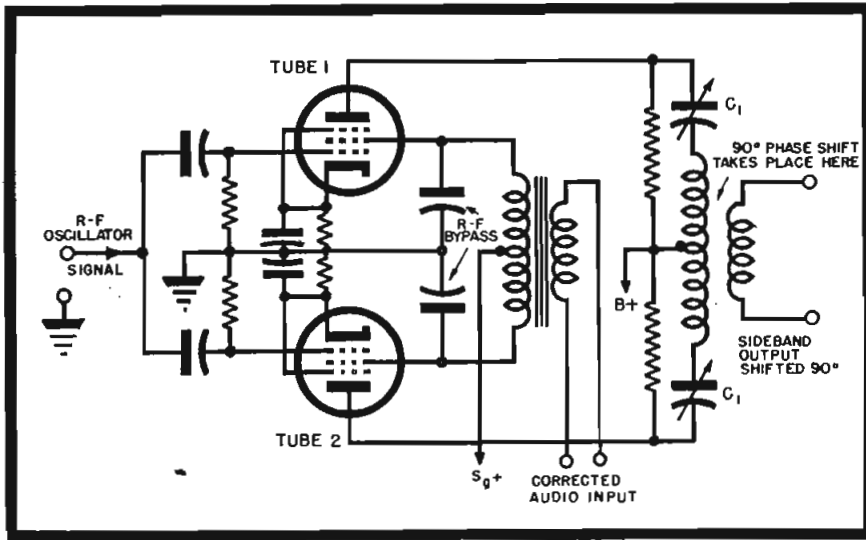 TUBE 1
C1
90° PHASE SHIFT
TAKES PLACE HERE
R-F
OSCILLATOR
SIGNAL
R-F
BYPASS
B+
SIDEBAND
OUTPUT
SHIFTED 90°
C1
TUBE 2
Sg+
CORRECTED
AUDIO INPUT